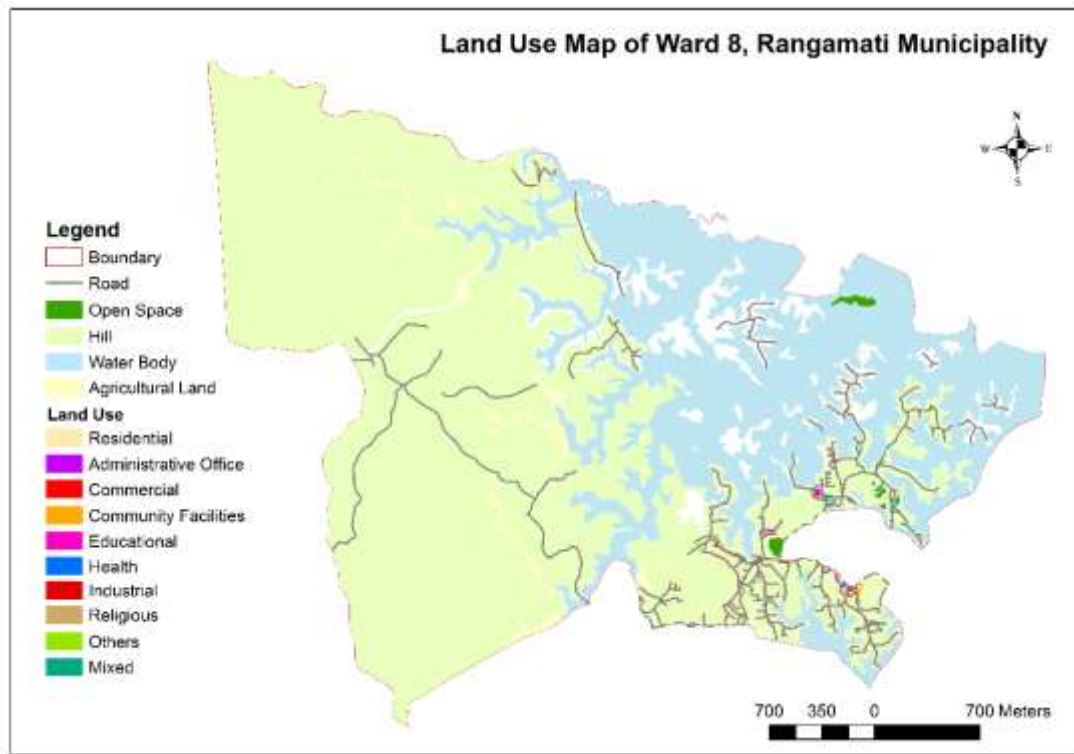 Land Use Map of Ward 8, Rangamati Municipality
N
W E
S
Legend
Boundary
Road
Open Space
Hill
Water Body
Agricultural Land
Land Use
Residential
Administrative Office
Commercial
Community Facilities
Educational
Health
Industrial
Religious
Others
Mixed
700 350 0 700 Meters